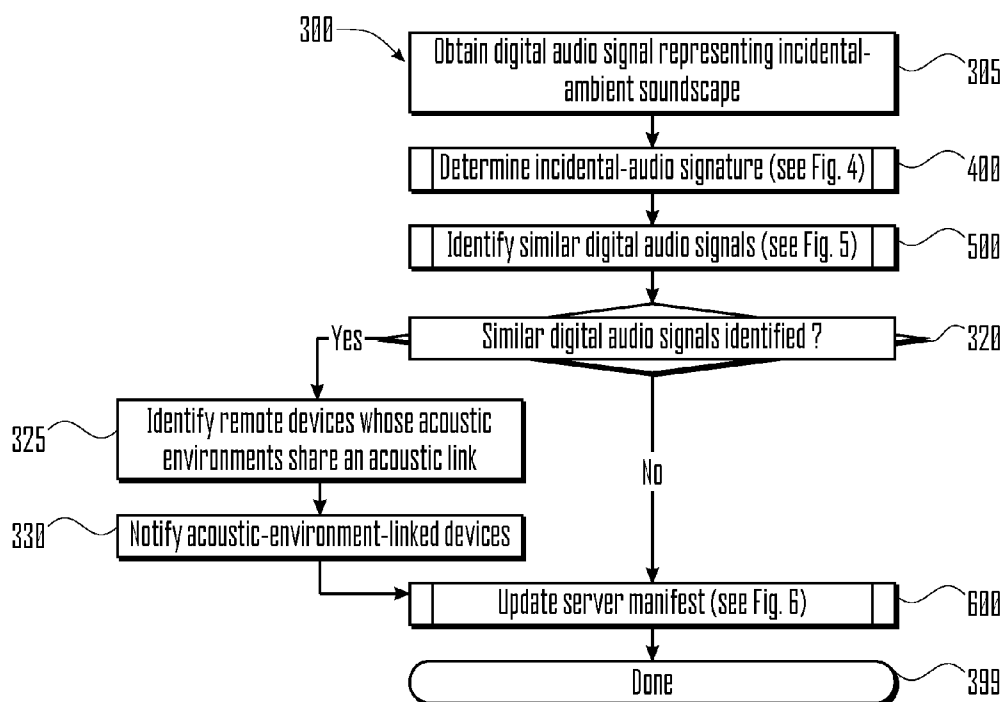 300
Obtain digital audio signal representing incidental-
ambient soundscape
305
Determine incidental-audio signature (see Fig. 4)
400
Identify similar digital audio signals (see Fig. 5)
500
Similar digital audio signals identified ?
320
Yes
Identify remote devices whose acoustic
environments share an acoustic link
325
No
Notify acoustic-environment-linked devices
330
Update server manifest (see Fig. 6)
600
Done
399